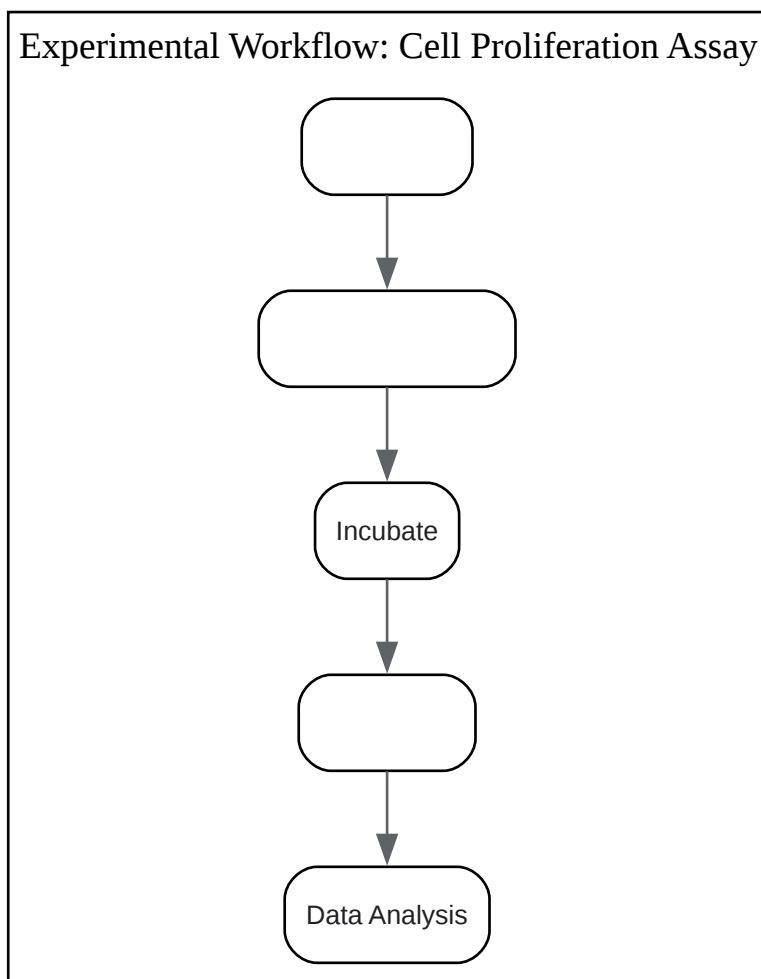 Experimental Workflow: Cell Proliferation Assay
Incubate
Data Analysis